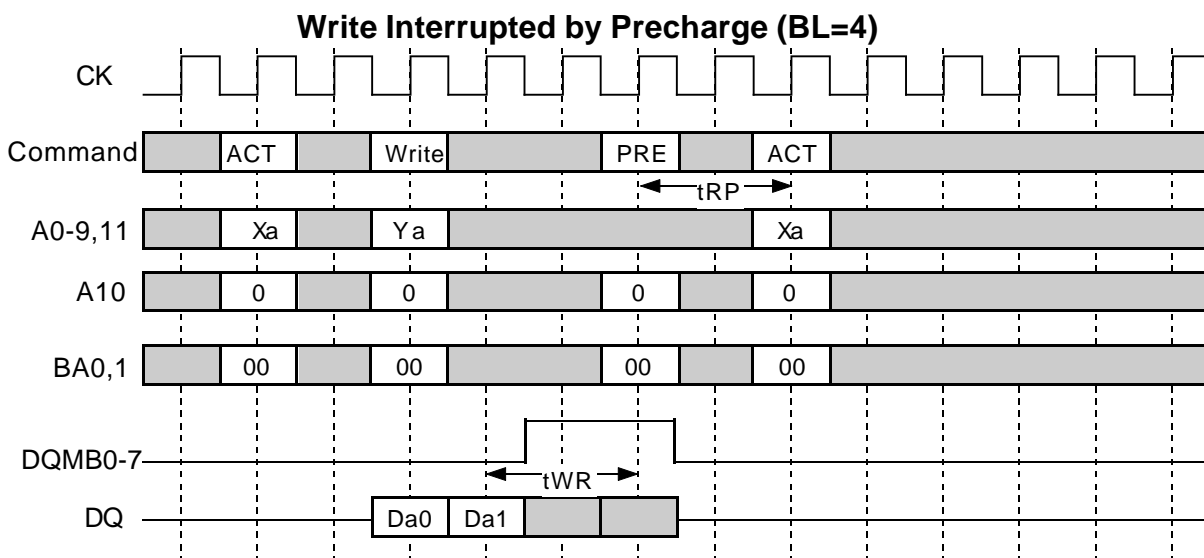 Write Interrupted by Precharge (BL=4)
CK
Command ACT Write PRE ACT
tRP
A0-9,11 Xa Ya Xa
A10 0 0 0 0
BA0,1 00 00 00 00
DQMB0-7
tWR
DQ Da0 Da1